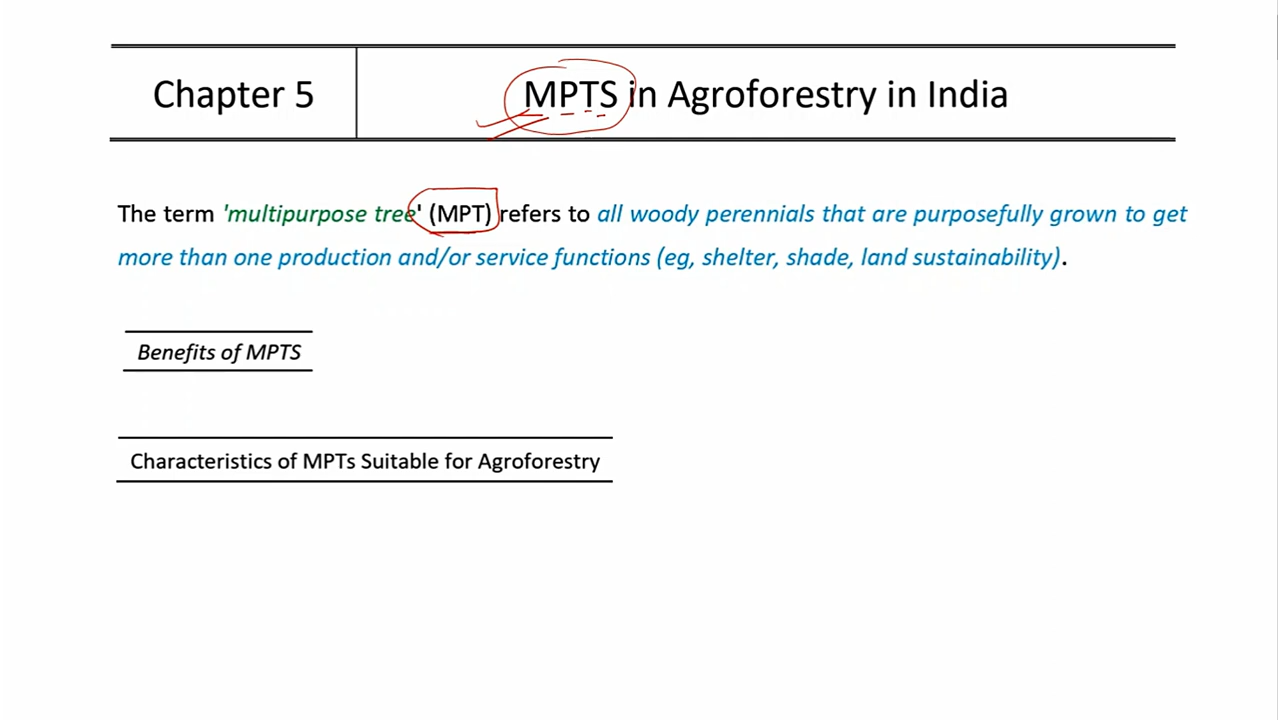 Chapter 5
MPTS in Agroforestry in India
The term 'multipurpose tree' (MPT) refers to all woody perennials that are purposefully grown to get
more than one production and/or service functions (eg, shelter, shade, land sustainability).
Benefits of MPTS
Characteristics of MPTs Suitable for Agroforestry